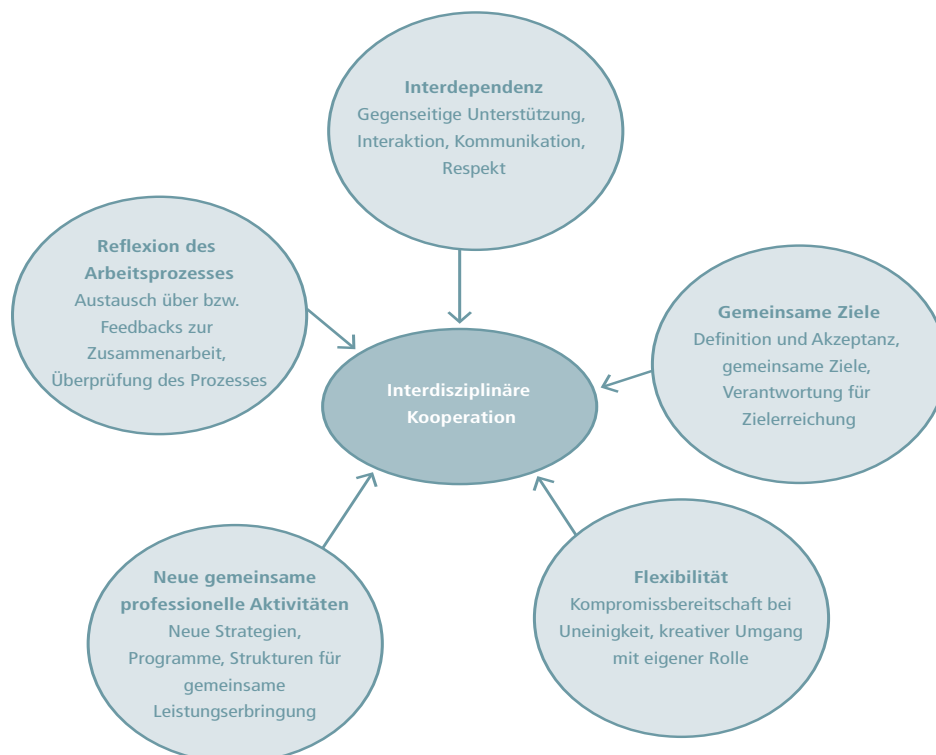 Interdependenz
Gegenseitige Unterstützung,
Interaktion, Kommunikation,
Respekt
Reflexion des
Arbeitsprozesses
Austausch über bzw.
Feedbacks zur
Zusammenarbeit,
Überprüfung des Prozesses
Gemeinsame Ziele
Definition und Akzeptanz,
gemeinsame Ziele,
Verantwortung für
Zielerreichung
Interdisziplinäre
Kooperation
Neue gemeinsame
professionelle Aktivitäten
Neue Strategien,
Programme, Strukturen für
gemeinsame
Leistungserbringung
Flexibilität
Kompromissbereitschaft bei
Uneinigkeit, kreativer Umgang
mit eigener Rolle